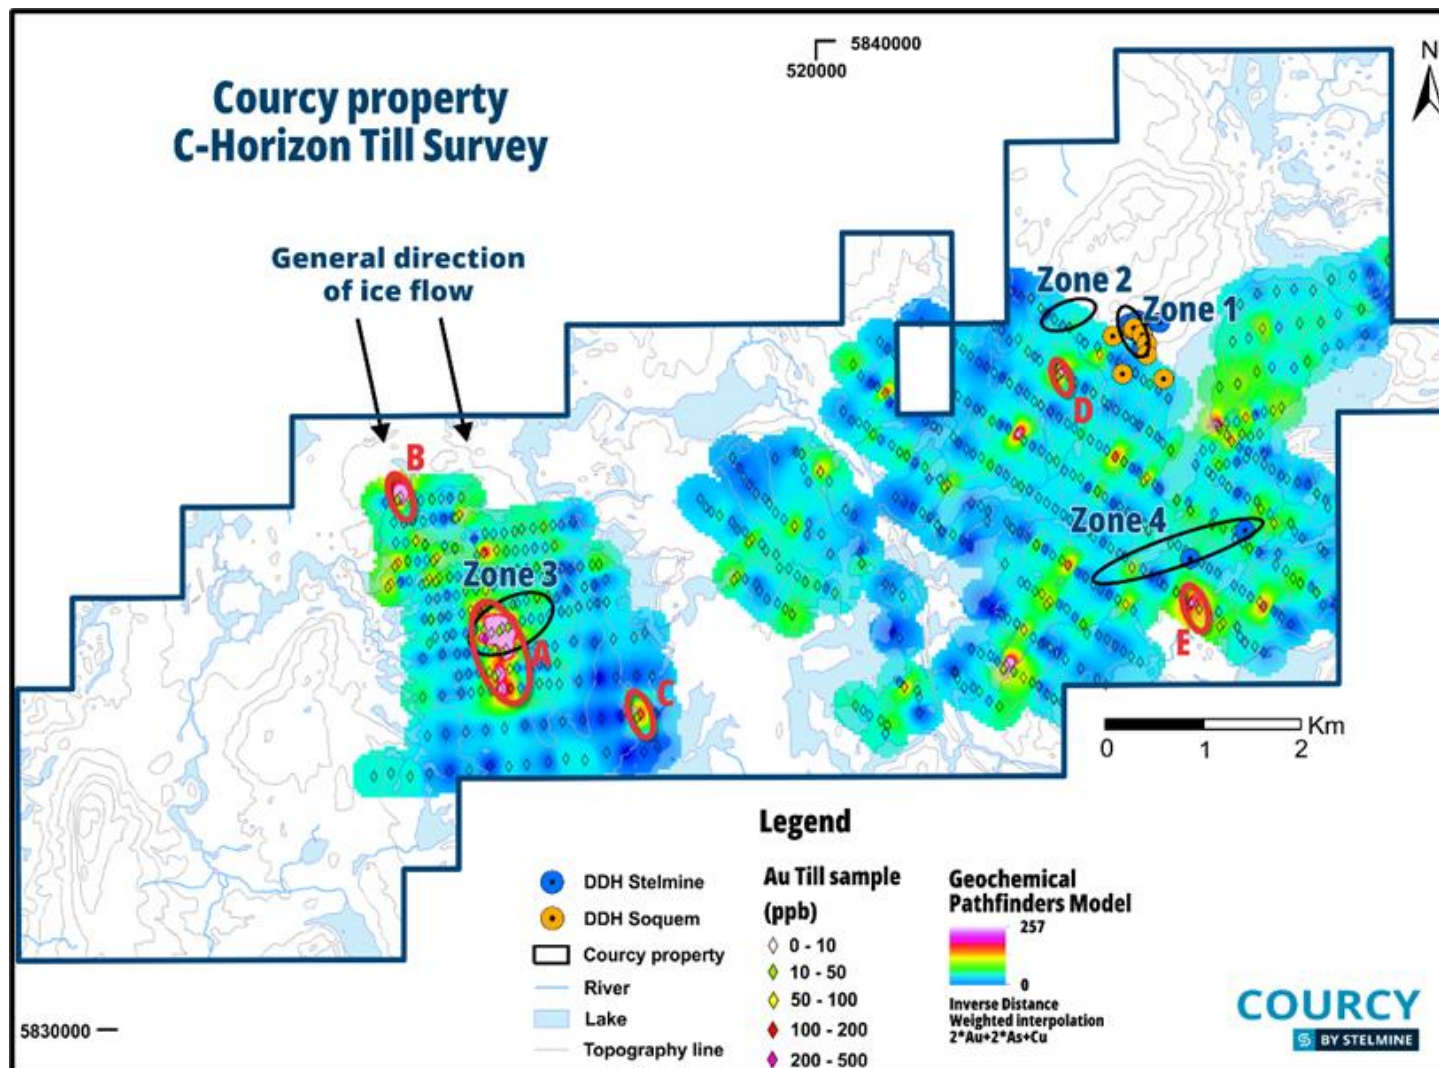 5840000
520000
N
Courcy property
C-Horizon Till Survey
General direction
of ice flow
Zone 2
Zone 1
D
B
Zone 4
Zone 3
A
E
C
Km
0 1 2
Legend
DDH Stelmine
DDH Soquem
Courcy property
River
Lake
Topography line
Au Till sample
(ppb)
0 - 10
10 - 50
50 - 100
100 - 200
200 - 500
Geochemical
Pathfinders Model
257
0
Inverse Distance
Weighted interpolation
2*Au+2*As+Cu
5830000
COURCY
BY STELMINE